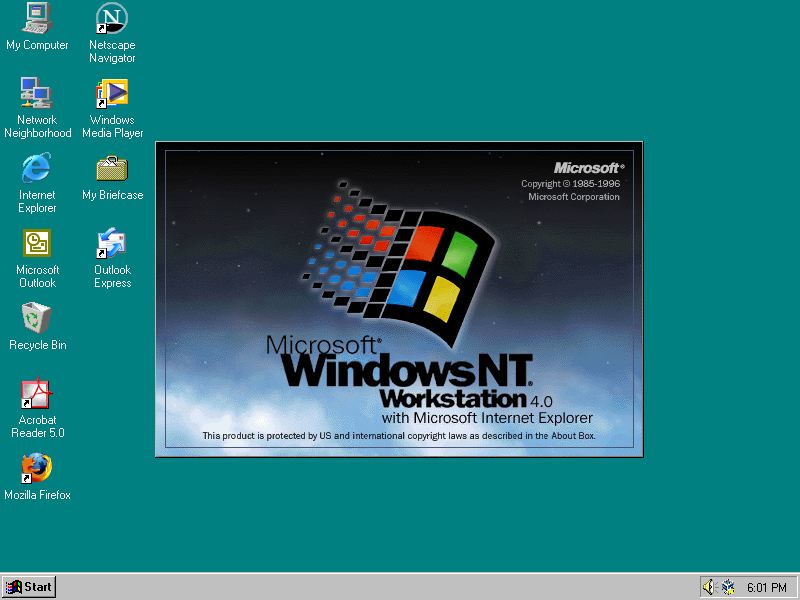 My Computer
Netscape
Navigator
Network
Neighborhood
Windows
Media Player
Internet
Explorer
My Briefcase
Microsoft
Outlook
Outlook
Express
Recycle Bin
Acrobat
Reader 5.0
Mozilla Firefox
Microsoft®
Copyright © 1985-1996
Microsoft Corporation
Microsoft®
Windows NT®
Workstation 4.0
with Microsoft Internet Explorer
This product is protected by US and international copyright laws as described in the About Box.
Start
6:01 PM